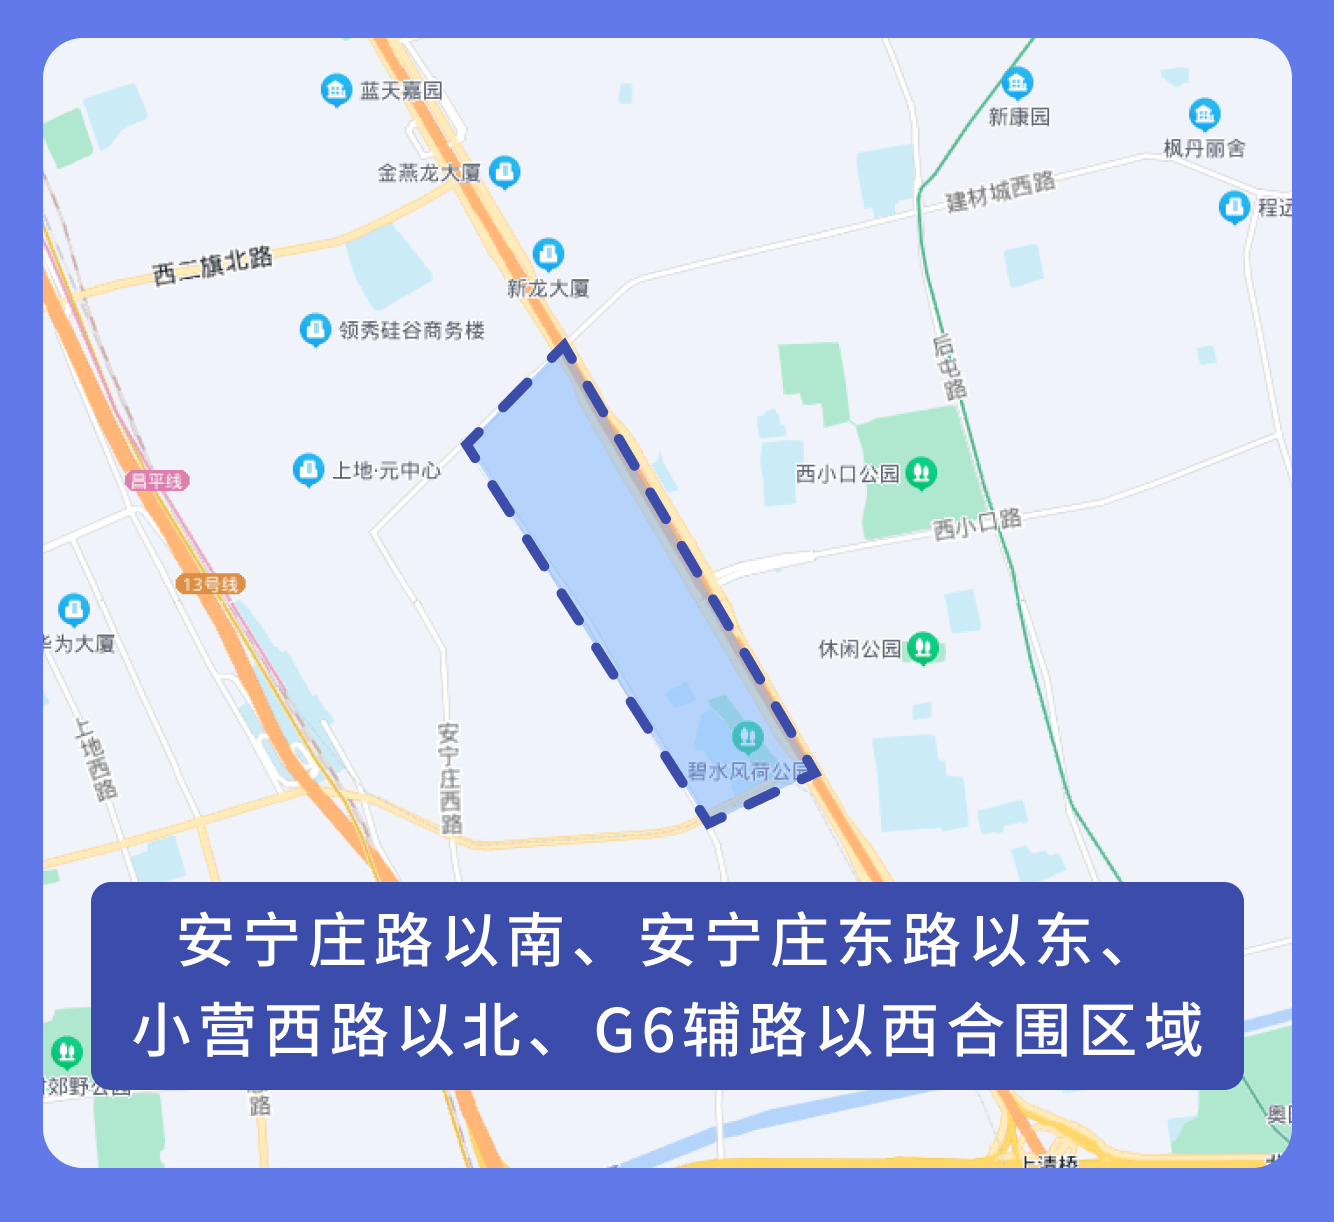 蓝天嘉园
新康园
枫丹丽舍
金燕龙大厦
建材城西路
程远
西二旗北路
新龙大厦
领秀硅谷商务楼
后屯路
上地·元中心
西小口公园
昌平线
西小口路
13号线
华为大厦
休闲公园
上地西路
安宁庄西路
碧水风荷公园
安宁庄路以南、安宁庄东路以东、
小营西路以北、G6辅路以西合围区域
郊野公园
路
奥
上清桥